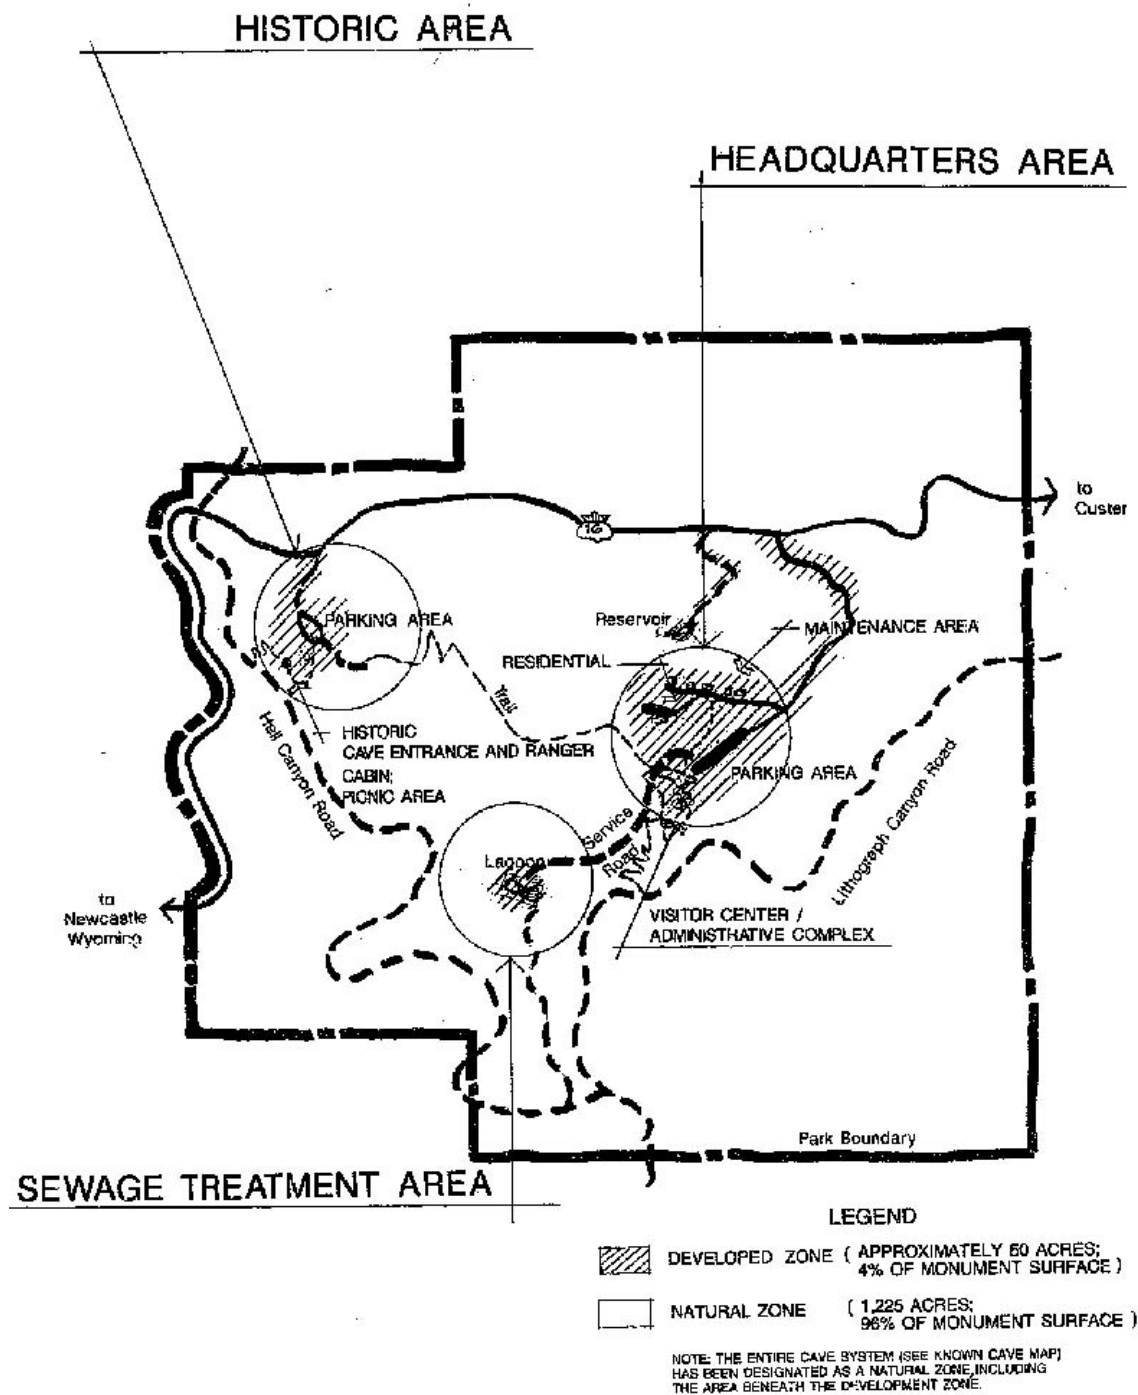 HISTORIC AREA
HEADQUARTERS AREA
to
Custer
16
PARKING AREA
Reservoir
MAINTENANCE AREA
RESIDENTIAL
Trail
HISTORIC
CAVE ENTRANCE AND RANGER
CABIN;
PICNIC AREA
Hell Canyon Road
PARKING AREA
Lithograph Canyon Road
Service
Road
Lagoon
to
Newcastle
Wyoming
VISITOR CENTER /
ADMINISTRATIVE COMPLEX
Park Boundary
SEWAGE TREATMENT AREA
LEGEND
DEVELOPED ZONE ( APPROXIMATELY 50 ACRES;
4% OF MONUMENT SURFACE )
NATURAL ZONE ( 1,225 ACRES;
96% OF MONUMENT SURFACE )
NOTE: THE ENTIRE CAVE SYSTEM (SEE KNOWN CAVE MAP)
HAS BEEN DESIGNATED AS A NATURAL ZONE, INCLUDING
THE AREA BENEATH THE DEVELOPMENT ZONE.